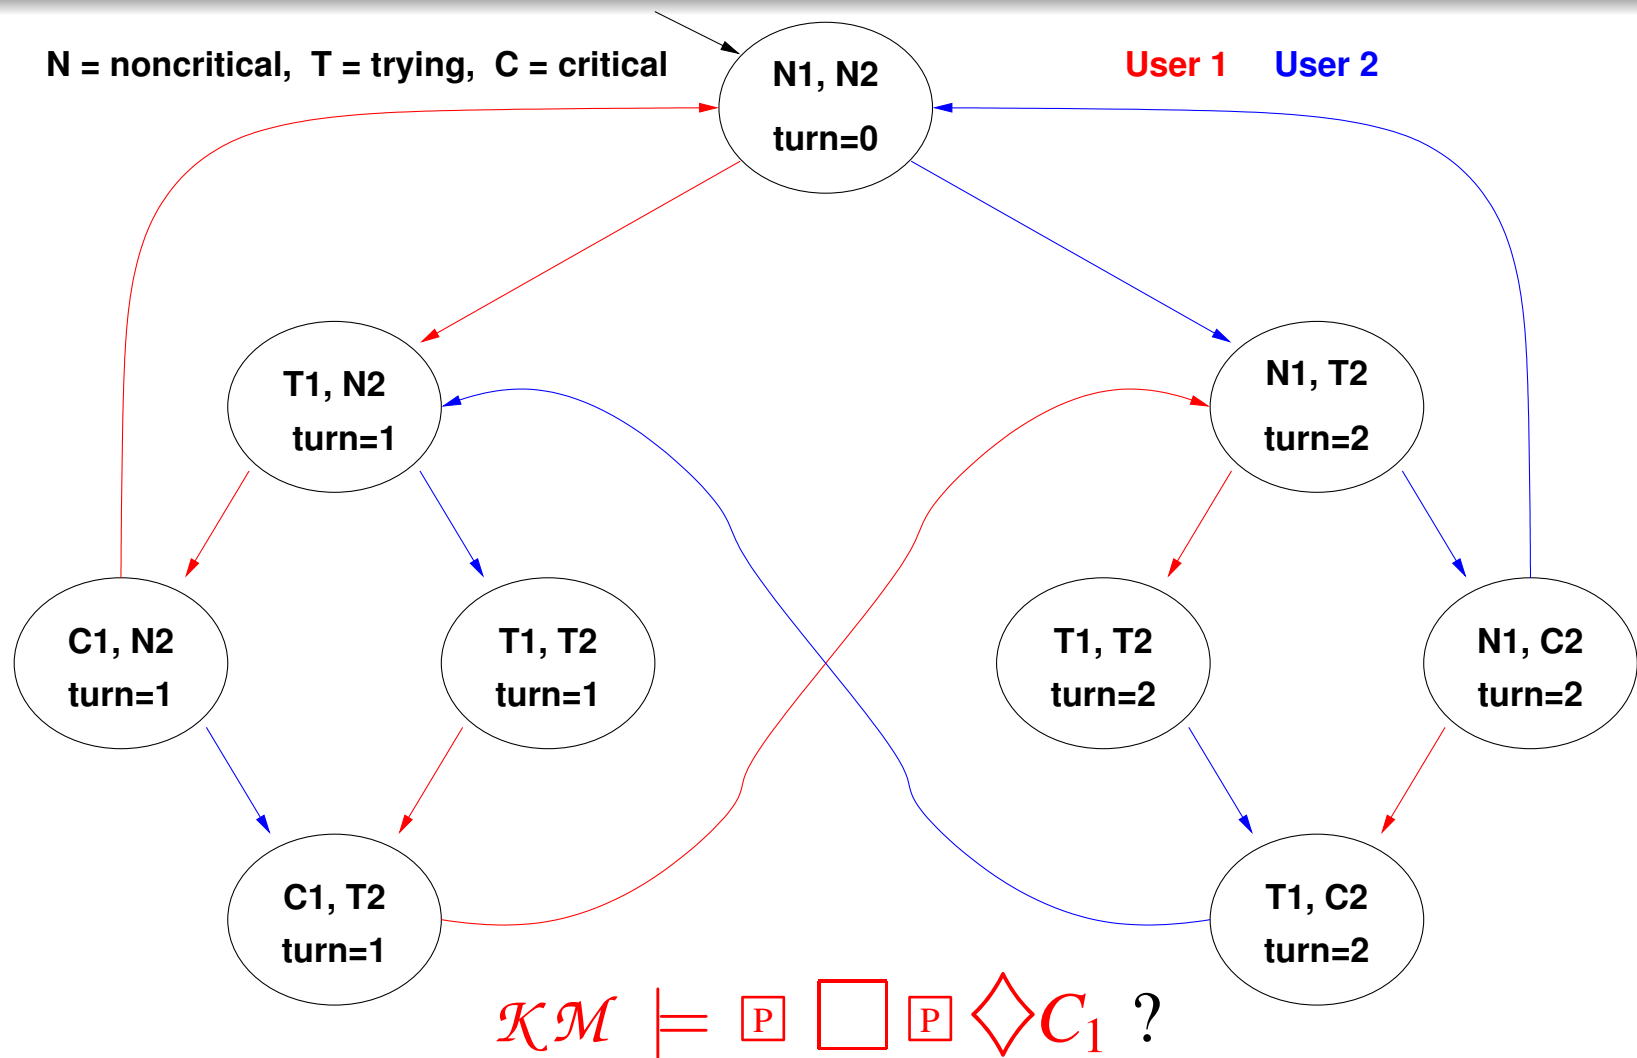 N = noncritical, T = trying, C = critical
User 1 User 2
N1, N2
turn=0
T1, N2
turn=1
N1, T2
turn=2
C1, N2
turn=1
T1, T2
turn=1
T1, T2
turn=2
N1, C2
turn=2
C1, T2
turn=1
T1, C2
turn=2
𝒦ℳ ⊨ 🄿 □ 🄿 ◇C₁ ?